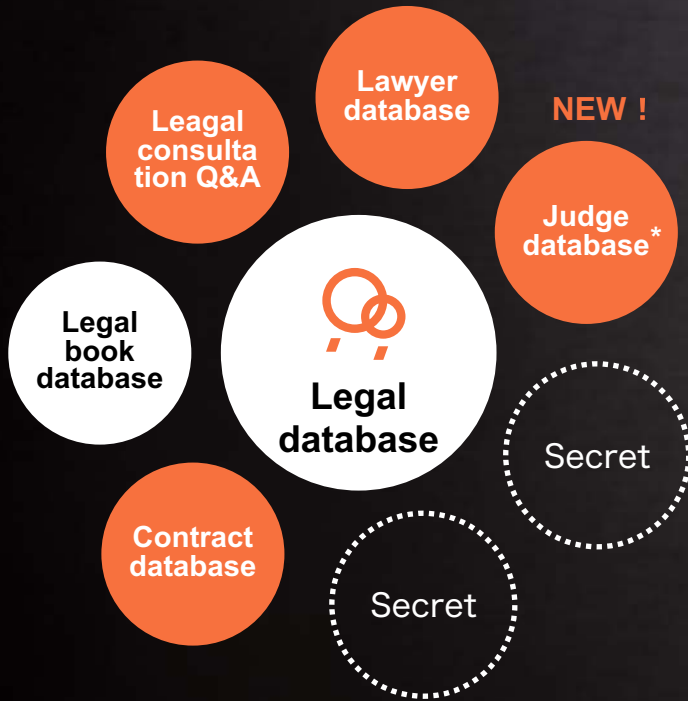 Lawyer
database
NEW !
Leagal
consulta
tion Q&A
Judge
database*
Legal
book
database
Legal
database
Secret
Contract
database
Secret